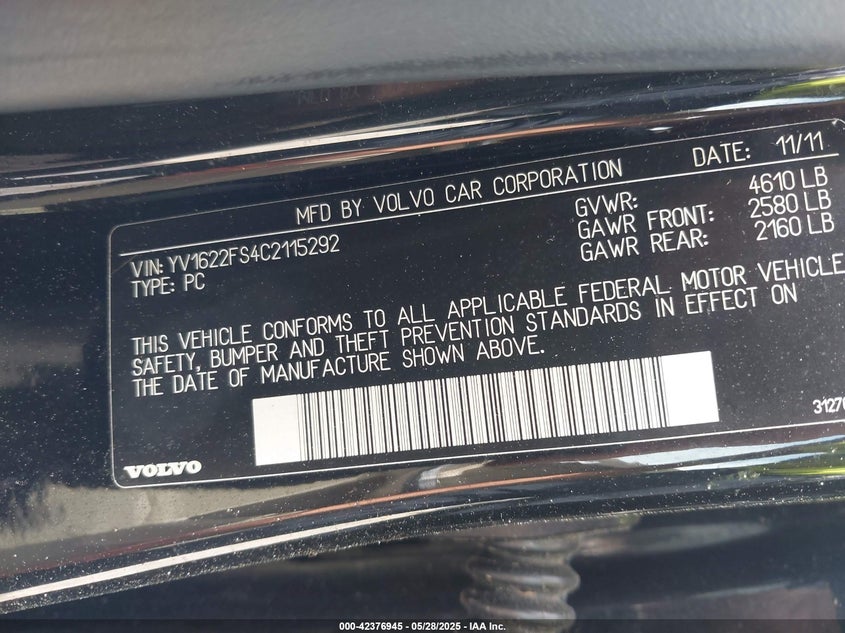 MFD BY VOLVO CAR CORPORATION DATE: 11/11
VIN: YV1622FS4C2115292
TYPE: PC
GVWR: 4610 LB
GAWR FRONT: 2580 LB
GAWR REAR: 2160 LB
THIS VEHICLE CONFORMS TO ALL APPLICABLE FEDERAL MOTOR VEHICLE
SAFETY, BUMPER AND THEFT PREVENTION STANDARDS IN EFFECT ON
THE DATE OF MANUFACTURE SHOWN ABOVE.
VOLVO
000-42376945 - 05/28/2025 - IAA Inc.